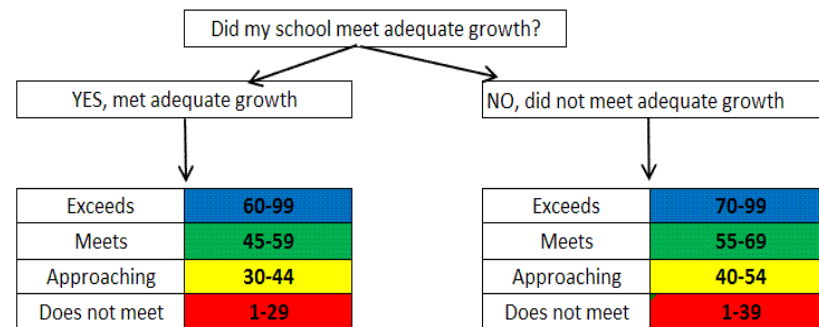 Did my school meet adequate growth?
YES, met adequate growth
NO, did not meet adequate growth
Exceeds 60-99
Meets 45-59
Approaching 30-44
Does not meet 1-29
Exceeds 70-99
Meets 55-69
Approaching 40-54
Does not meet 1-39